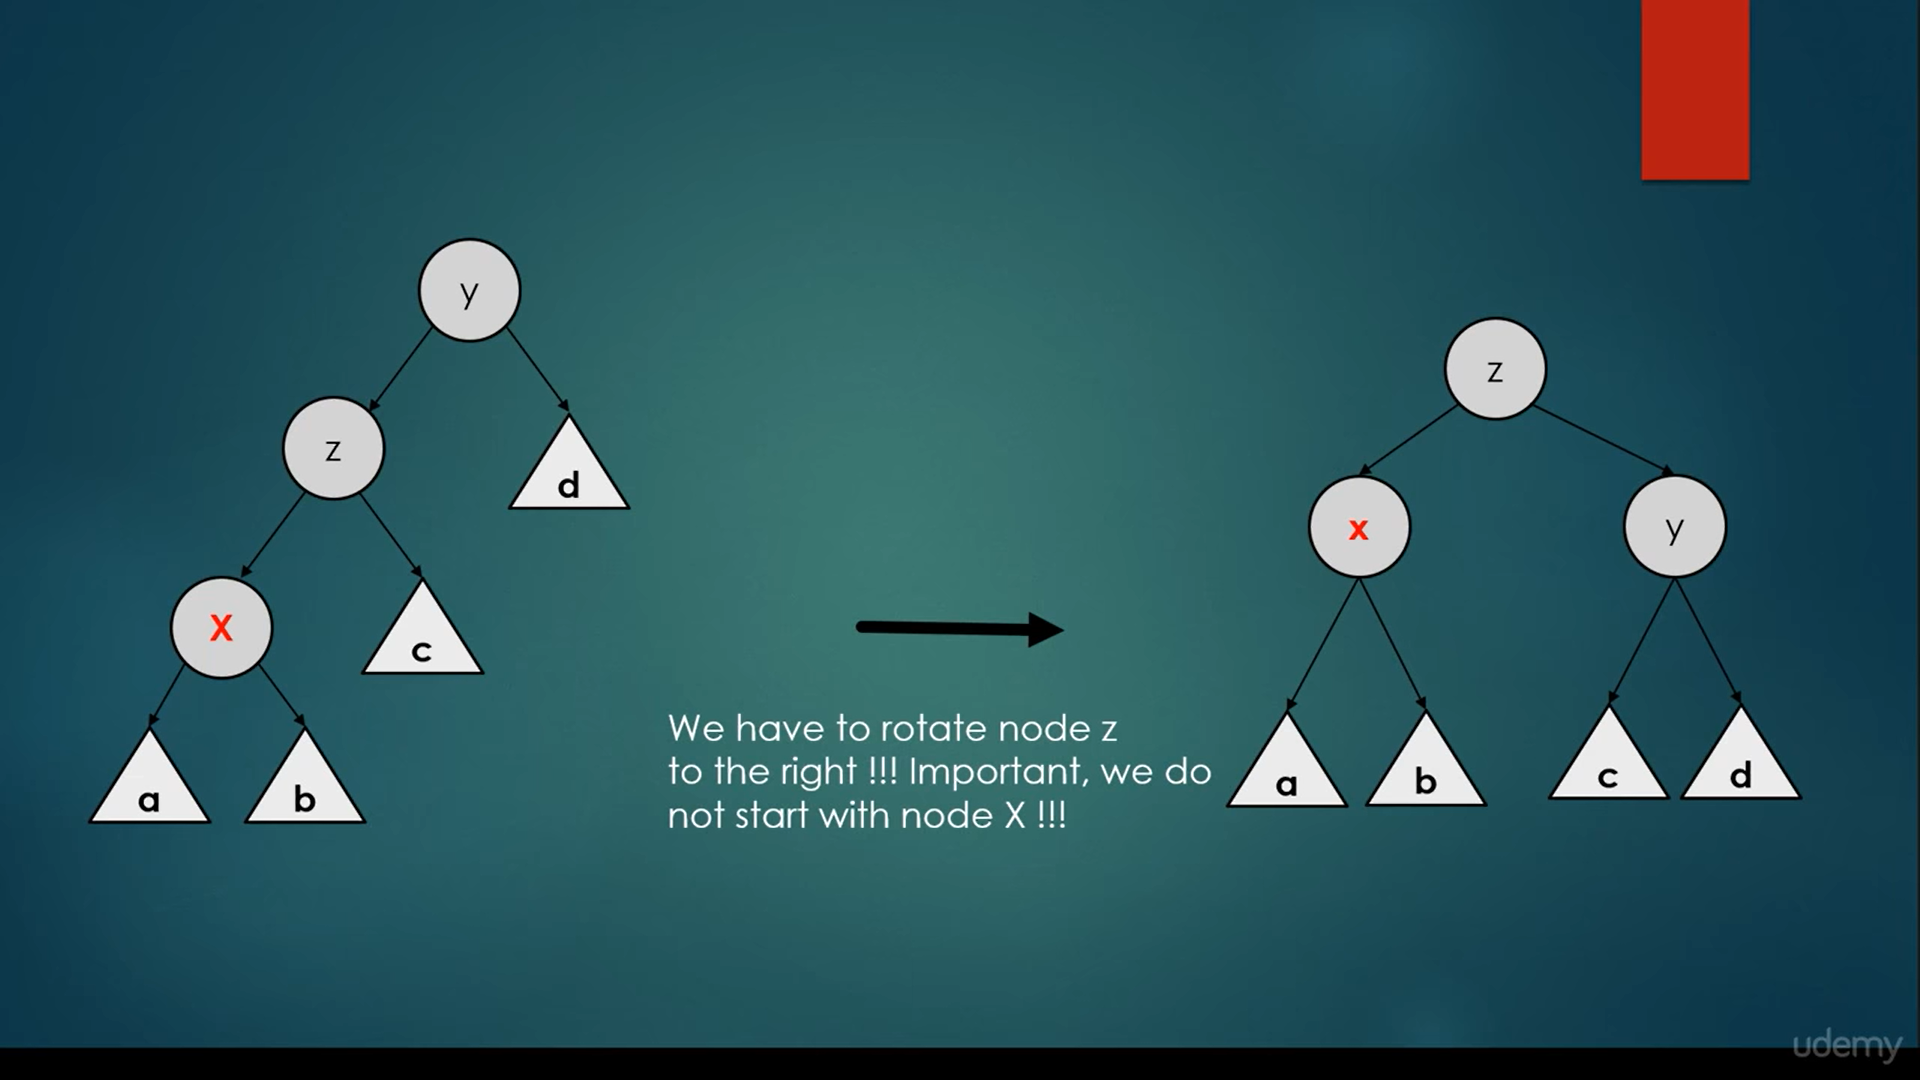 y
z
d
X
c
a
b
We have to rotate node z
to the right !!! Important, we do
not start with node X !!!
z
x
y
a
b
c
d
udemy